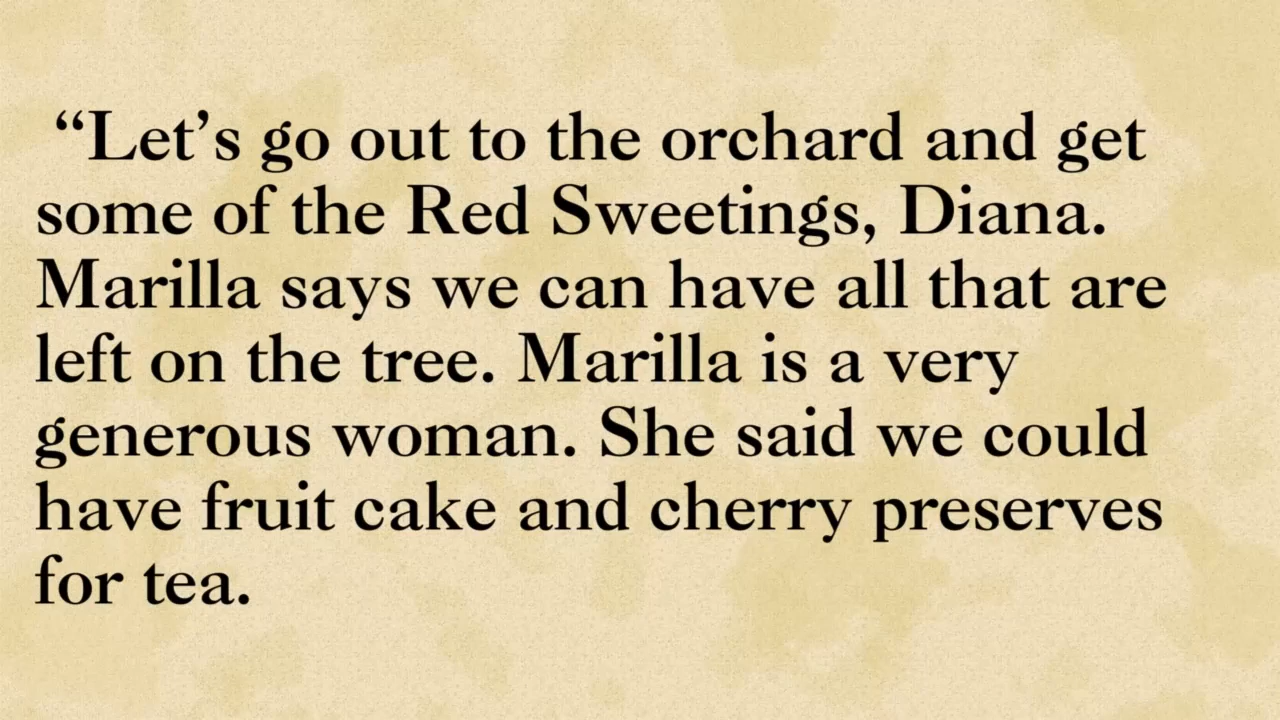 “Let’s go out to the orchard and get
some of the Red Sweetings, Diana.
Marilla says we can have all that are
left on the tree. Marilla is a very
generous woman. She said we could
have fruit cake and cherry preserves
for tea.